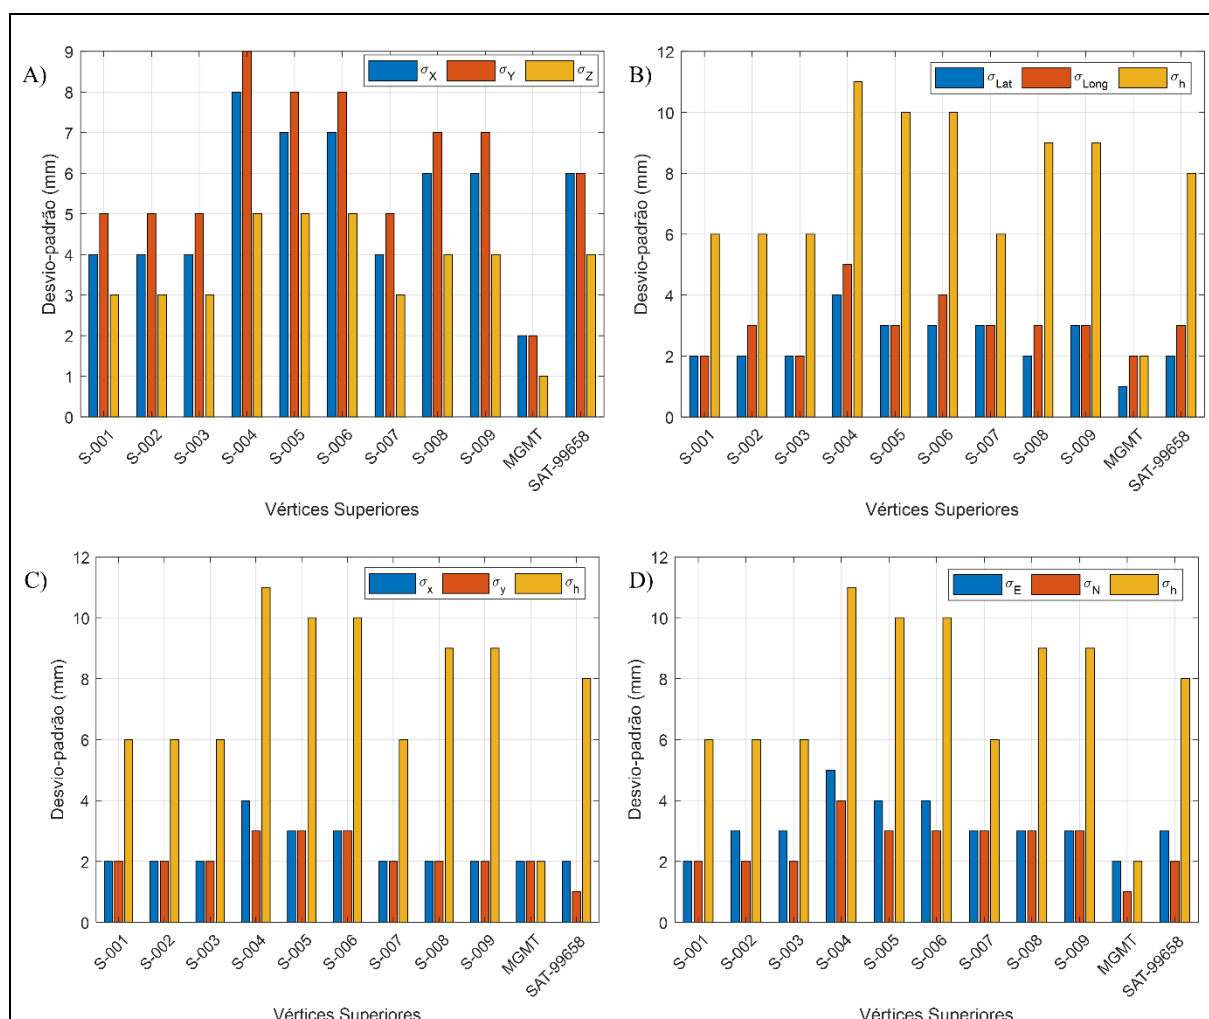 A)
σX σY σZ
9
8
7
6
5
4
3
2
1
0
Desvio-padrão (mm)
S-001 S-002 S-003 S-004 S-005 S-006 S-007 S-008 S-009 MGMT SAT-99658
Vértices Superiores
B)
σLat σLong σh
12
10
8
6
4
2
0
Desvio-padrão (mm)
S-001 S-002 S-003 S-004 S-005 S-006 S-007 S-008 S-009 MGMT SAT-99658
Vértices Superiores
C)
σx σy σh
12
10
8
6
4
2
0
Desvio-padrão (mm)
S-001 S-002 S-003 S-004 S-005 S-006 S-007 S-008 S-009 MGMT SAT-99658
Vértices Superiores
D)
σE σN σh
12
10
8
6
4
2
0
Desvio-padrão (mm)
S-001 S-002 S-003 S-004 S-005 S-006 S-007 S-008 S-009 MGMT SAT-99658
Vértices Superiores